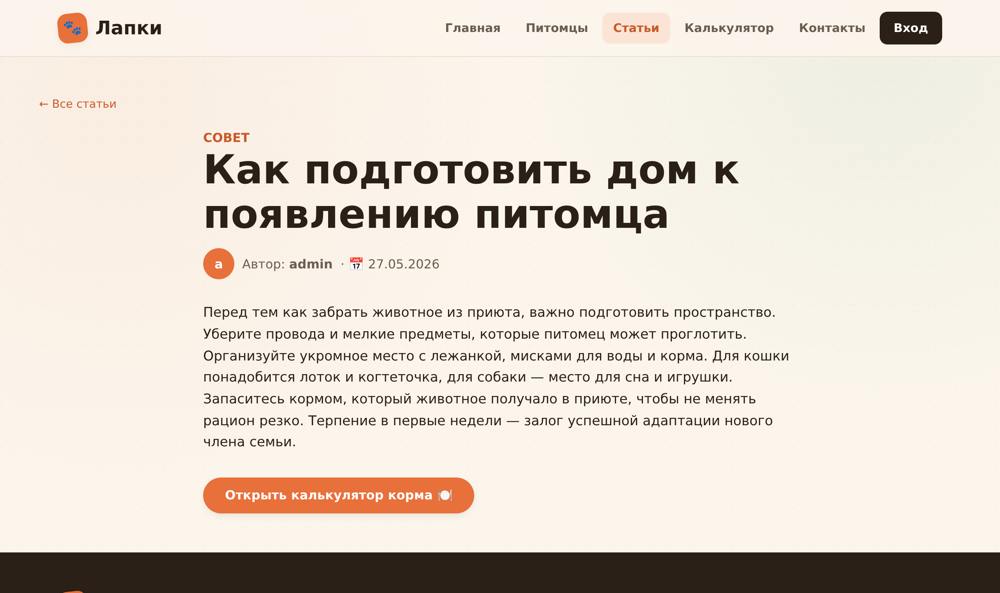 Лапки
Главная
Питомцы
Статьи
Калькулятор
Контакты
Вход
← Все статьи
СОВЕТ
Как подготовить дом к
появлению питомца
a
Автор: admin · 📅 27.05.2026
Перед тем как забрать животное из приюта, важно подготовить пространство.
Уберите провода и мелкие предметы, которые питомец может проглотить.
Организуйте укромное место с лежанкой, мисками для воды и корма. Для кошки
понадобится лоток и когтеточка, для собаки — место для сна и игрушки.
Запаситесь кормом, который животное получало в приюте, чтобы не менять
рацион резко. Терпение в первые недели — залог успешной адаптации нового
члена семьи.
Открыть калькулятор корма 🍽️